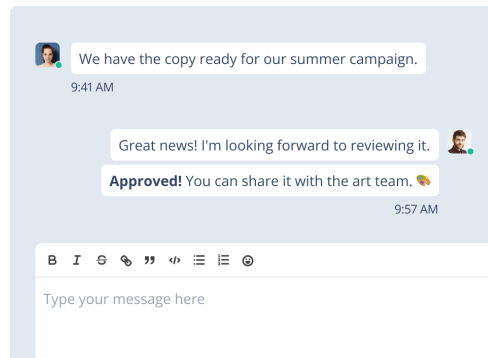 We have the copy ready for our summer campaign.
9:41 AM
Great news! I'm looking forward to reviewing it.
Approved! You can share it with the art team. 🎨
9:57 AM
Type your message here